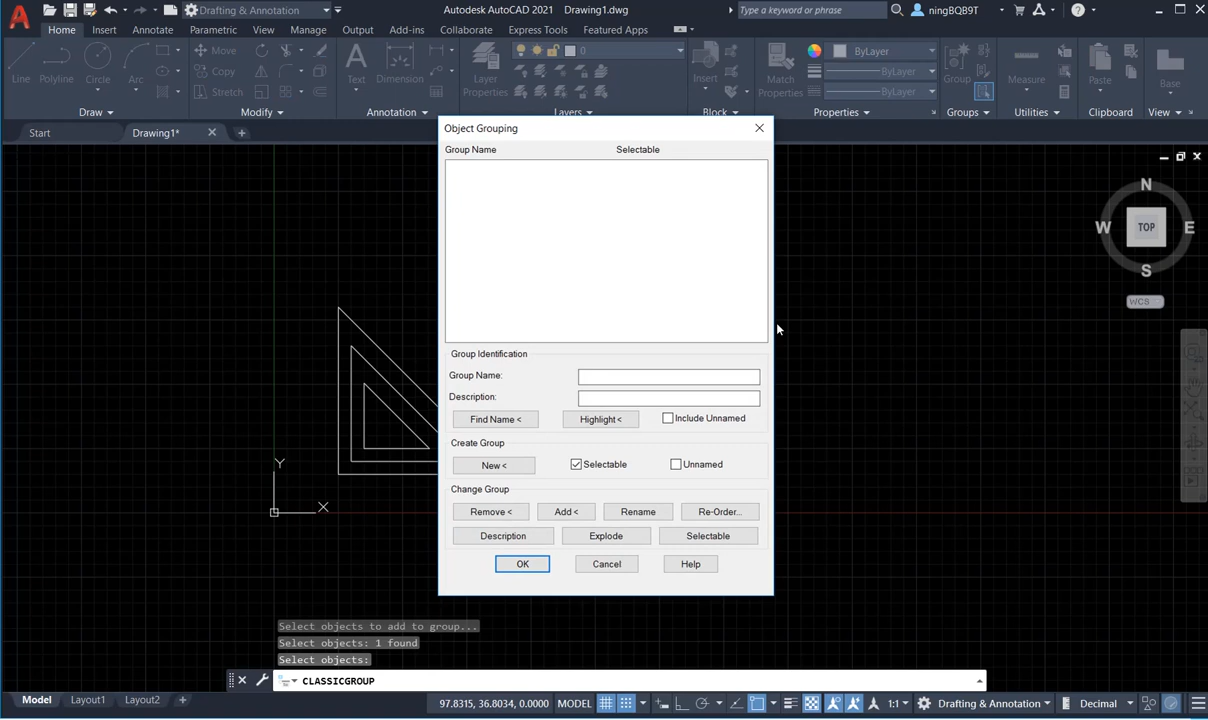 Drafting & Annotation
Autodesk AutoCAD 2021 Drawing1.dwg
Type a keyword or phrase
ningBQB9T
Home Insert Annotate Parametric View Manage Output Add-ins Collaborate Express Tools Featured Apps
Line Polyline Circle Arc
Move
Copy
Stretch
Text Dimension
Layer Properties
0
Insert
Match Properties
ByLayer
ByLayer
ByLayer
Group
Measure
Paste
Base
Draw Modify Annotation Layers Block Properties Groups Utilities Clipboard View
Start Drawing1*
Object Grouping
Group Name Selectable
Group Identification
Group Name:
Description:
Find Name < Highlight < Include Unnamed
Create Group
New < Selectable Unnamed
Change Group
Remove < Add < Rename Re-Order...
Description Explode Selectable
OK Cancel Help
N
W TOP E
S
WCS
Y
X
Select objects to add to group...
Select objects: 1 found
Select objects:
CLASSICGROUP
Model Layout1 Layout2
97.8315, 36.8034, 0.0000 MODEL 1:1 Drafting & Annotation Decimal